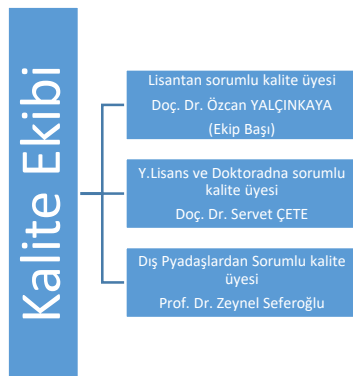 Kalite Ekibi
Lisantan sorumlu kalite üyesi
Doç. Dr. Özcan YALÇINKAYA
(Ekip Başı)
Y.Lisans ve Doktoradna sorumlu
kalite üyesi
Doç. Dr. Servet ÇETE
Dış Pyadaşlardan Sorumlu kalite
üyesi
Prof. Dr. Zeynel Seferoğlu